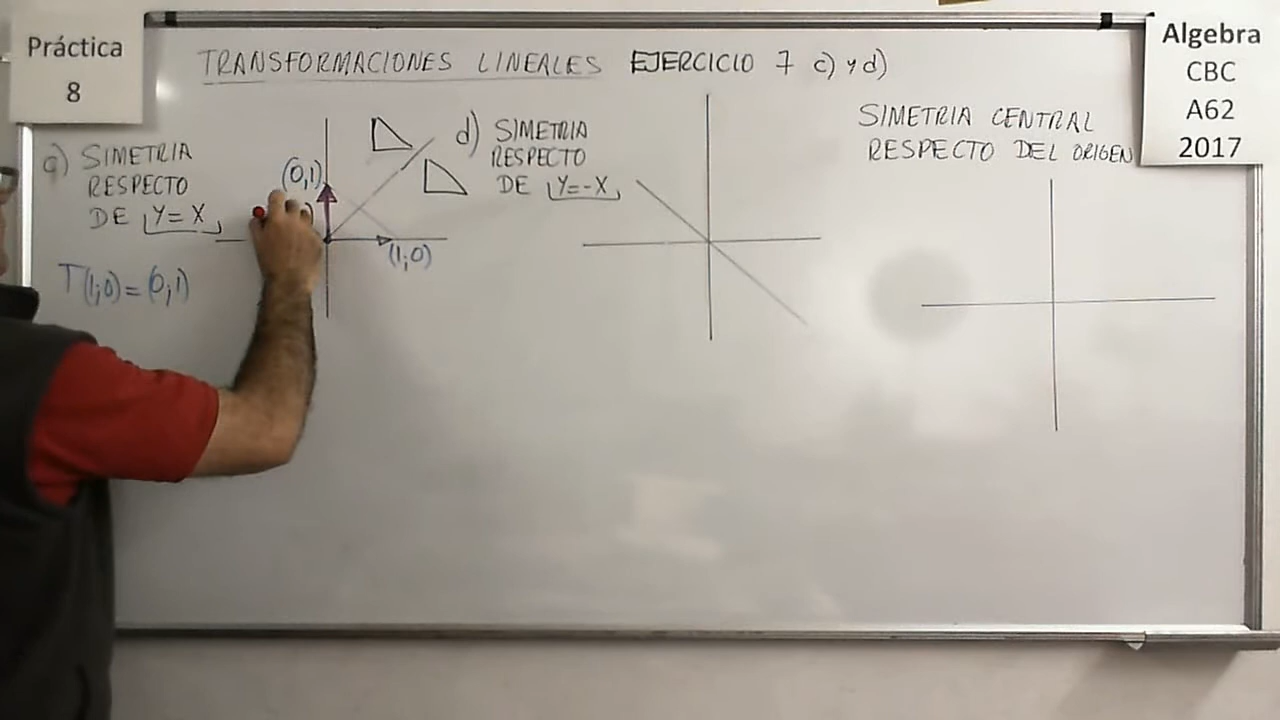 Práctica
8
Algebra
CBC
A62
2017
TRANSFORMACIONES LINEALES EJERCICIO 7 c) y d)
c) SIMETRIA
RESPECTO
DE Y=X
T(1;0)=(0,1)
(0,1)
(1;0)
d) SIMETRIA
RESPECTO
DE Y=-X
SIMETRIA CENTRAL
RESPECTO DEL ORIGEN